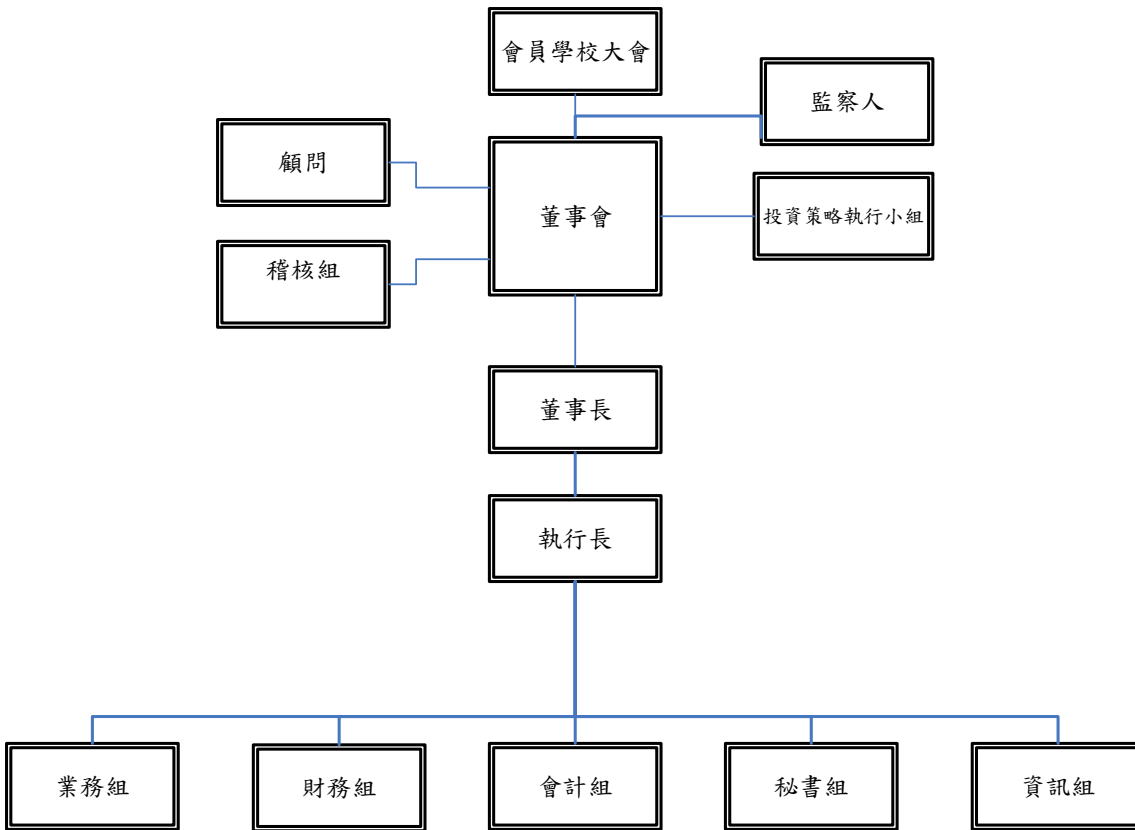 會員學校大會
監察人
顧問
董事會
投資策略執行小組
稽核組
董事長
執行長
業務組
財務組
會計組
秘書組
資訊組